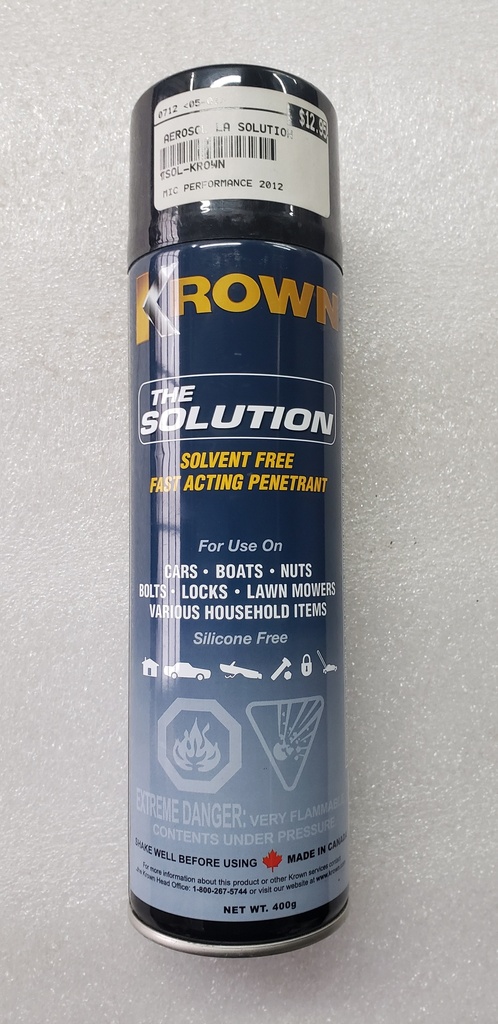 0712 <05-
$12.95
AEROSOL LA SOLUTION
TSOL-KROWN
MIC PERFORMANCE 2012
KROWN
THE
SOLUTION
SOLVENT FREE
FAST ACTING PENETRANT
For Use On
CARS • BOATS • NUTS
BOLTS • LOCKS • LAWN MOWERS
VARIOUS HOUSEHOLD ITEMS
Silicone Free
EXTREME DANGER: VERY FLAMMABLE
CONTENTS UNDER PRESSURE
SHAKE WELL BEFORE USING MADE IN CANADA
For more information about this product or other Krown services contact
the Krown Head Office: 1-800-267-5744 or visit our website at www.krown
NET WT. 400g